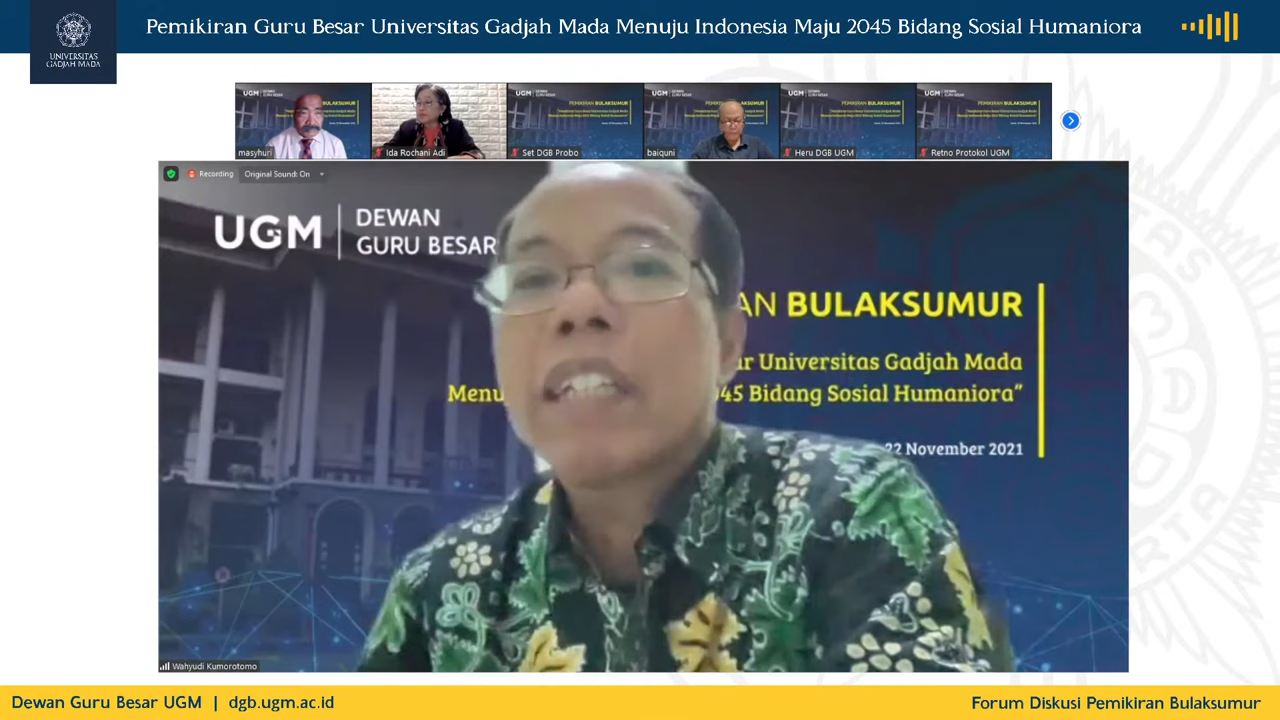 Pemikiran Guru Besar Universitas Gadjah Mada Menuju Indonesia Maju 2045 Bidang Sosial Humaniora
UNIVERSITAS
GADJAH MADA
masyhuri
Ida Rochani Adi
Set DGB Probo
baiquni
Heru DGB UGM
Retno Protokol UGM
Recording
Original Sound: On
UGM
DEWAN
GURU BESAR
AN BULAKSUMUR
ar Universitas Gadjah Mada
Menu 045 Bidang Sosial Humaniora”
22 November 2021
Wahyudi Kumorotomo
Dewan Guru Besar UGM | dgb.ugm.ac.id
Forum Diskusi Pemikiran Bulaksumur